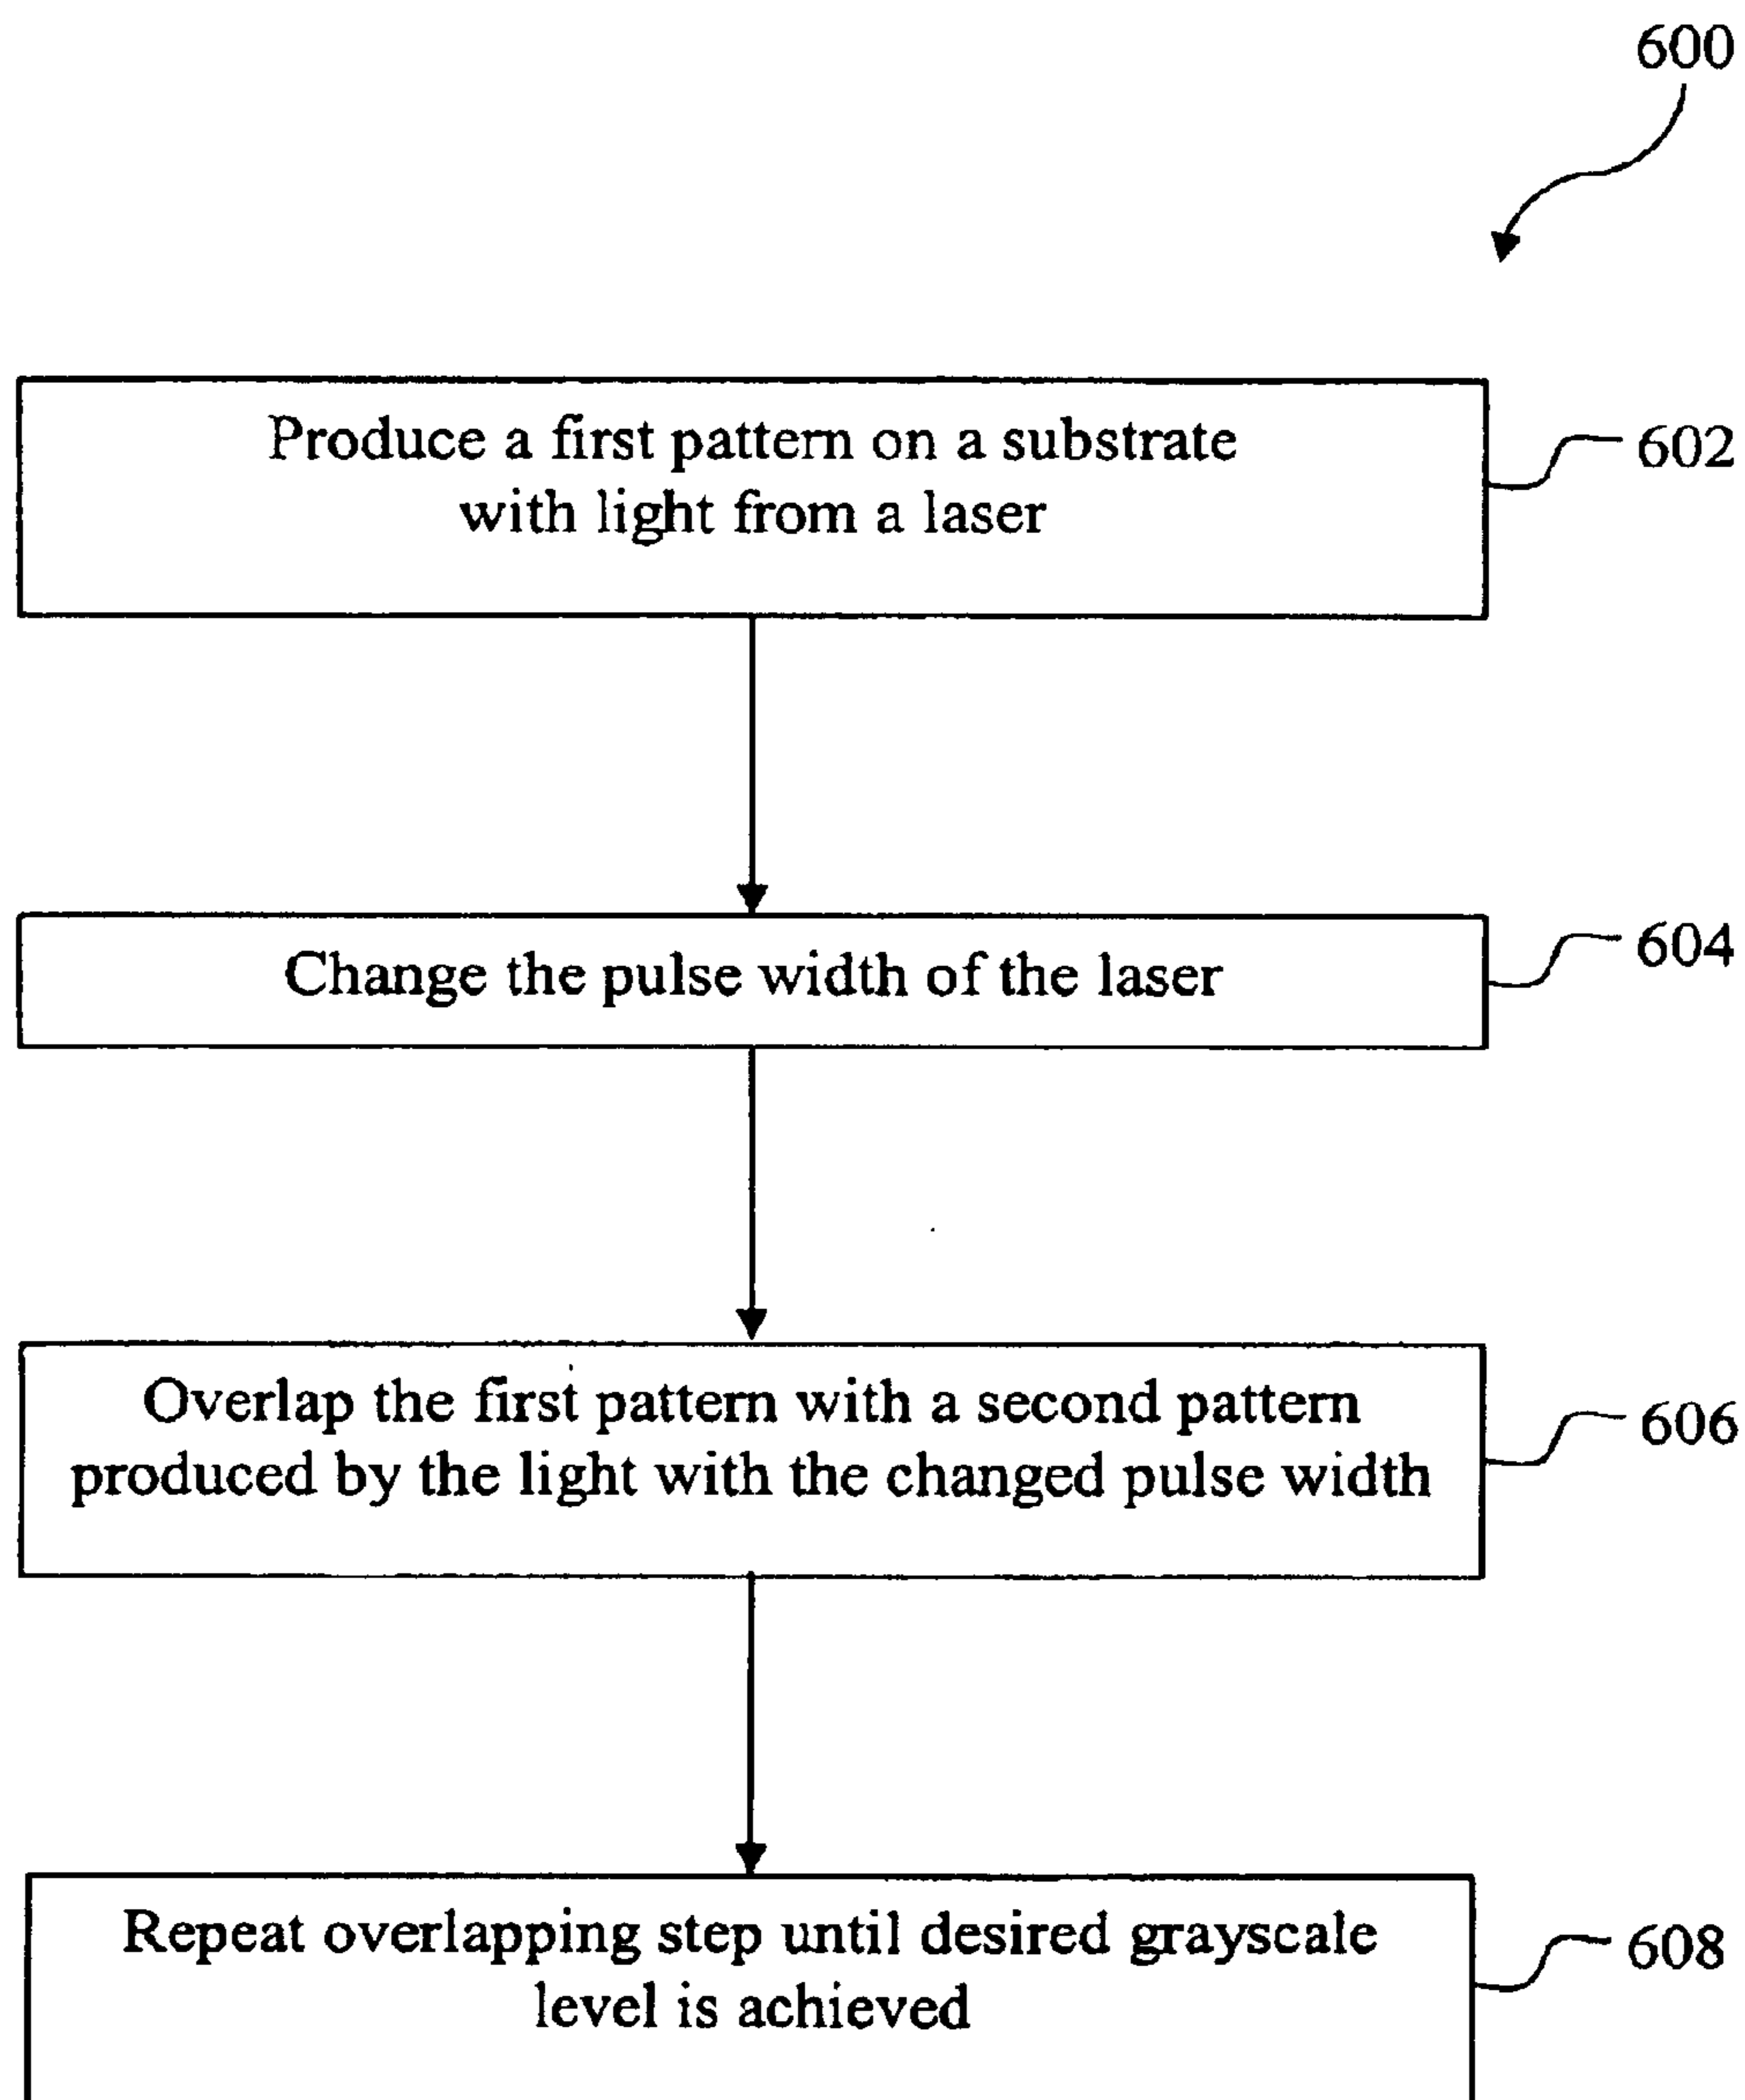 600
Produce a first pattern on a substrate
with light from a laser
602
Change the pulse width of the laser
604
Overlap the first pattern with a second pattern
produced by the light with the changed pulse width
606
Repeat overlapping step until desired grayscale
level is achieved
608